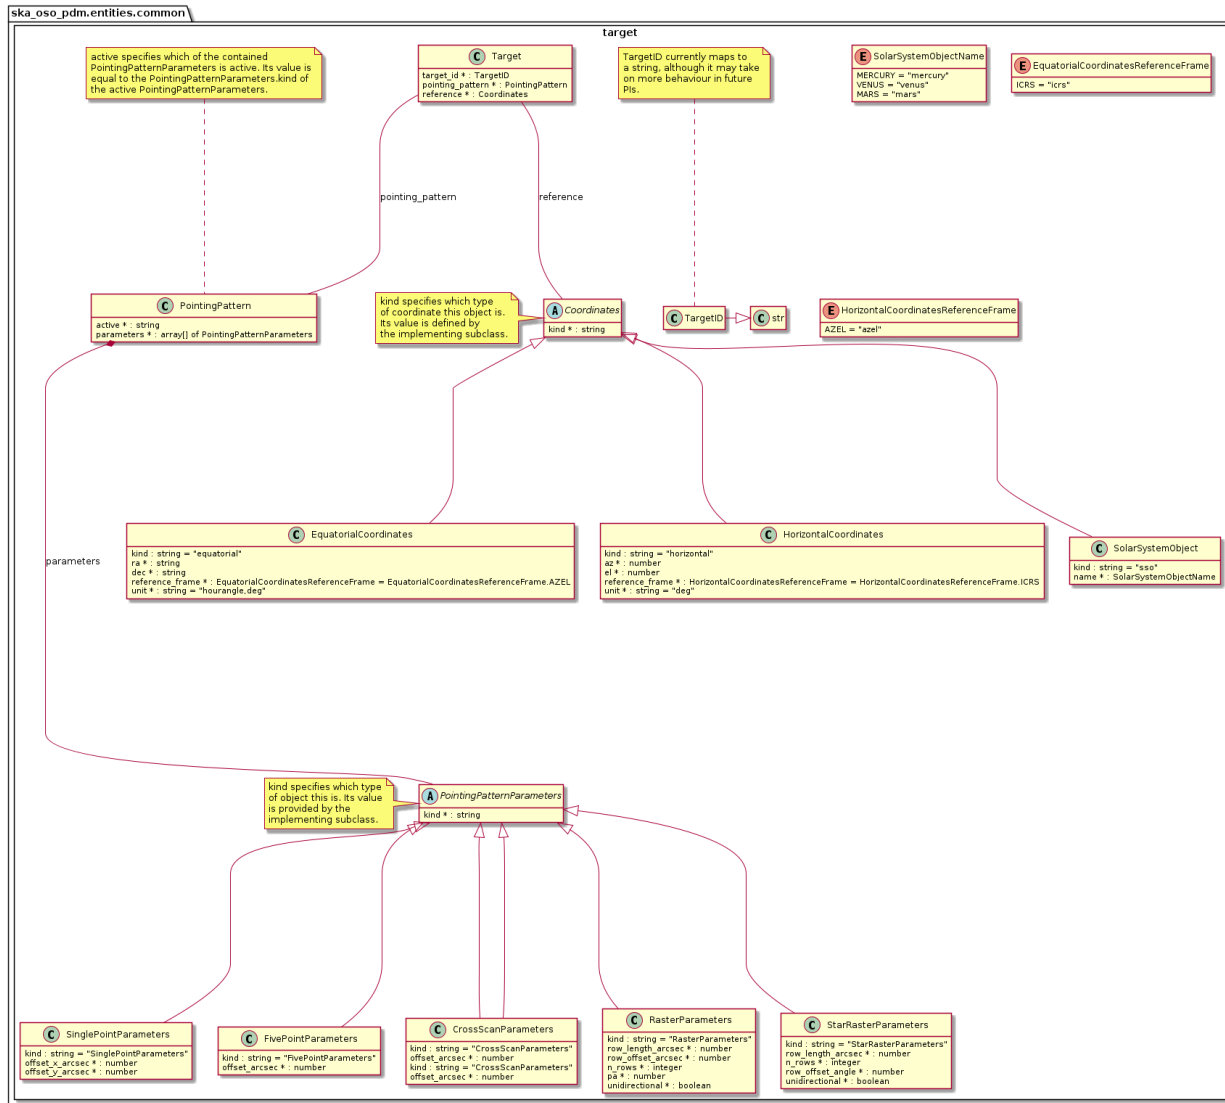 ska_oso_pdm.entities.common
target
active specifies which of the contained
PointingPatternParameters is active. Its value is
equal to the PointingPatternParameters.kind of
the active PointingPatternParameters.
C Target
target_id * : TargetID
pointing_pattern * : PointingPattern
reference * : Coordinates
TargetID currently maps to
a string, although it may take
on more behaviour in future
PIs.
E SolarSystemObjectName
MERCURY = "mercury"
VENUS = "venus"
MARS = "mars"
E EquatorialCoordinatesReferenceFrame
ICRS = "icrs"
pointing_pattern
reference
C PointingPattern
active * : string
parameters * : array[] of PointingPatternParameters
kind specifies which type
of coordinate this object is.
Its value is defined by
the implementing subclass.
A Coordinates
kind * : string
C TargetID
C str
E HorizontalCoordinatesReferenceFrame
AZEL = "azel"
parameters
C EquatorialCoordinates
kind : string = "equatorial"
ra * : string
dec * : string
reference_frame * : EquatorialCoordinatesReferenceFrame = EquatorialCoordinatesReferenceFrame.AZEL
unit * : string = "hourangle,deg"
C HorizontalCoordinates
kind : string = "horizontal"
az * : number
el * : number
reference_frame * : HorizontalCoordinatesReferenceFrame = HorizontalCoordinatesReferenceFrame.ICRS
unit * : string = "deg"
C SolarSystemObject
kind : string = "sso"
name * : SolarSystemObjectName
kind specifies which type
of object this is. Its value
is provided by the
implementing subclass.
A PointingPatternParameters
kind * : string
C SinglePointParameters
kind : string = "SinglePointParameters"
offset_x_arcsec * : number
offset_y_arcsec * : number
C FivePointParameters
kind : string = "FivePointParameters"
offset_arcsec * : number
C CrossScanParameters
kind : string = "CrossScanParameters"
offset_arcsec * : number
kind : string = "CrossScanParameters"
offset_arcsec * : number
C RasterParameters
kind : string = "RasterParameters"
row_length_arcsec * : number
row_offset_arcsec * : number
n_rows * : integer
pa * : number
unidirectional * : boolean
C StarRasterParameters
kind : string = "StarRasterParameters"
row_length_arcsec * : number
n_rows * : integer
row_offset_angle * : number
unidirectional * : boolean